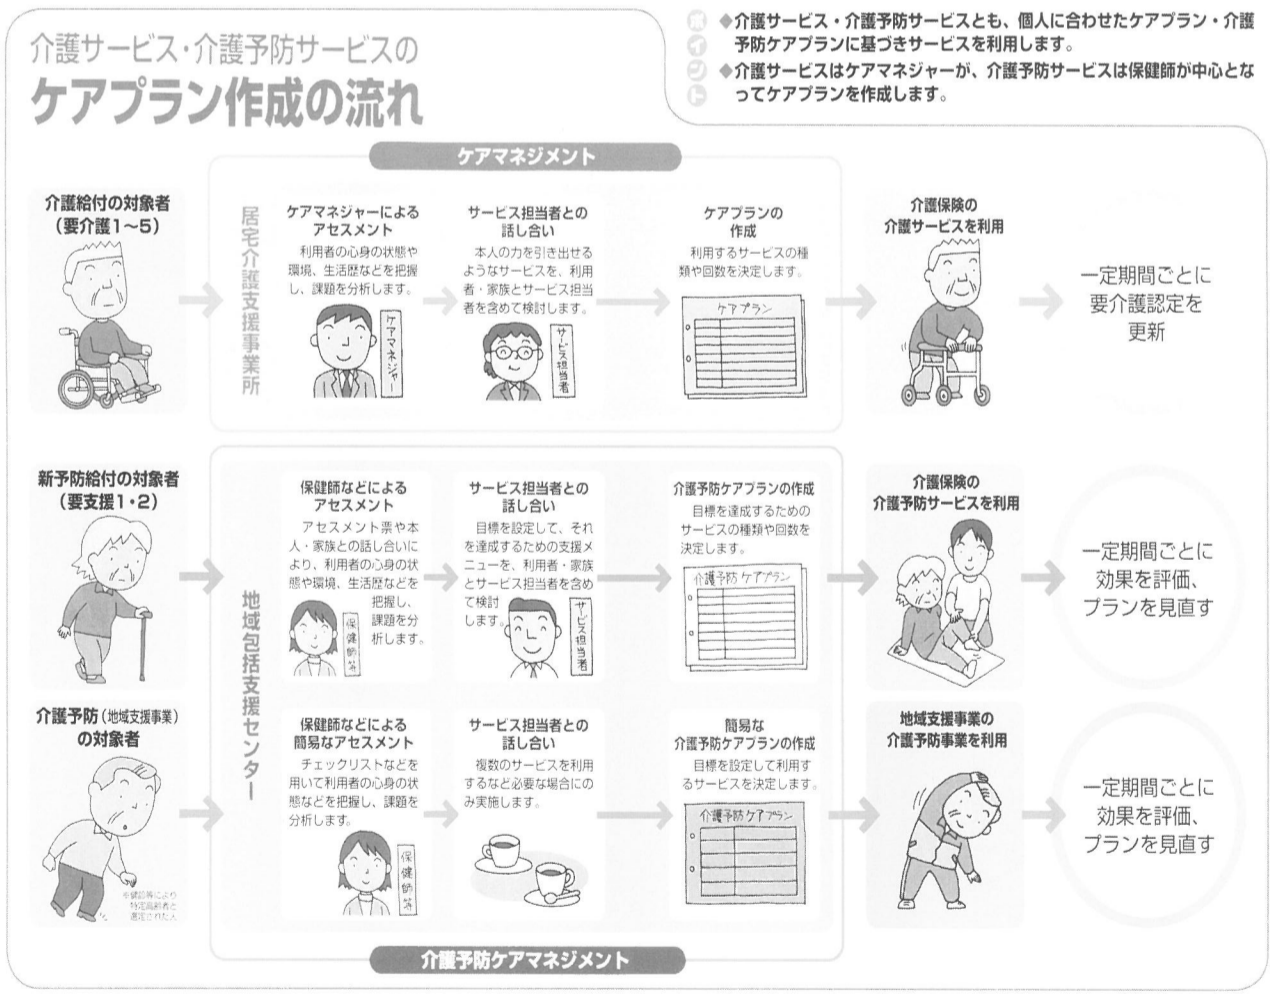 介護サービス・介護予防サービスの
ケアプラン作成の流れ
ポイント
◆介護サービス・介護予防サービスとも、個人に合わせたケアプラン・介護
予防ケアプランに基づきサービスを利用します。
◆介護サービスはケアマネジャーが、介護予防サービスは保健師が中心とな
ってケアプランを作成します。
ケアマネジメント
介護給付の対象者
（要介護1〜5）
居宅介護支援事業所
ケアマネジャーによる
アセスメント
利用者の心身の状態や
環境、生活歴などを把握
し、課題を分析します。
ケアマネジャー
サービス担当者との
話し合い
本人の力を引き出せる
ようなサービスを、利用
者・家族とサービス担当
者を含めて検討します。
サービス担当者
ケアプランの
作成
利用するサービスの種
類や回数を決定します。
ケアプラン
介護保険の
介護サービスを利用
一定期間ごとに
要介護認定を
更新
新予防給付の対象者
（要支援1・2）
地域包括支援センター
保健師などによる
アセスメント
アセスメント票や本
人・家族との話し合いに
より、利用者の心身の状
態や環境、生活歴などを
把握し、
課題を分
析します。
保健師等
サービス担当者との
話し合い
目標を設定して、それ
を達成するための支援メ
ニューを、利用者・家族
とサービス担当者を含め
て検討
します。
サービス担当者
介護予防ケアプランの作成
目標を達成するための
サービスの種類や回数を
決定します。
介護予防ケアプラン
介護保険の
介護予防サービスを利用
一定期間ごとに
効果を評価、
プランを見直す
介護予防（地域支援事業）
の対象者
※健診等により
特定高齢者と
選定された人
保健師などによる
簡易なアセスメント
チェックリストなどを
用いて利用者の心身の状
態などを把握し、課題を
分析します。
保健師等
サービス担当者との
話し合い
複数のサービスを利用
するなど必要な場合にの
み実施します。
簡易な
介護予防ケアプランの作成
目標を設定して利用す
るサービスを決定します。
介護予防ケアプラン
地域支援事業の
介護予防事業を利用
一定期間ごとに
効果を評価、
プランを見直す
介護予防ケアマネジメント